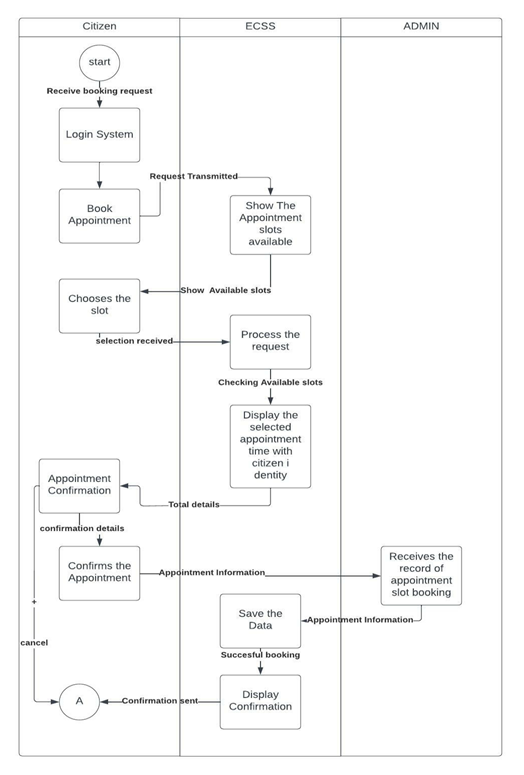 Citizen
ECSS
ADMIN
start
Receive booking request
Login System
Request Transmitted
Book
Appointment
Show The
Appointment
slots
available
Show  Available slots
Chooses the
slot
selection received
Process the
request
Checking Available slots
Display the
selected
appointment
time with
citizen i
dentity
Appointment
Confirmation
Total details
confirmation details
Confirms the
Appointment
Appointment Information
Receives the
record of
appointment
slot booking
+
Save the
Data
Appointment Information
cancel
Succesful booking
A
Confirmation sent
Display
Confirmation